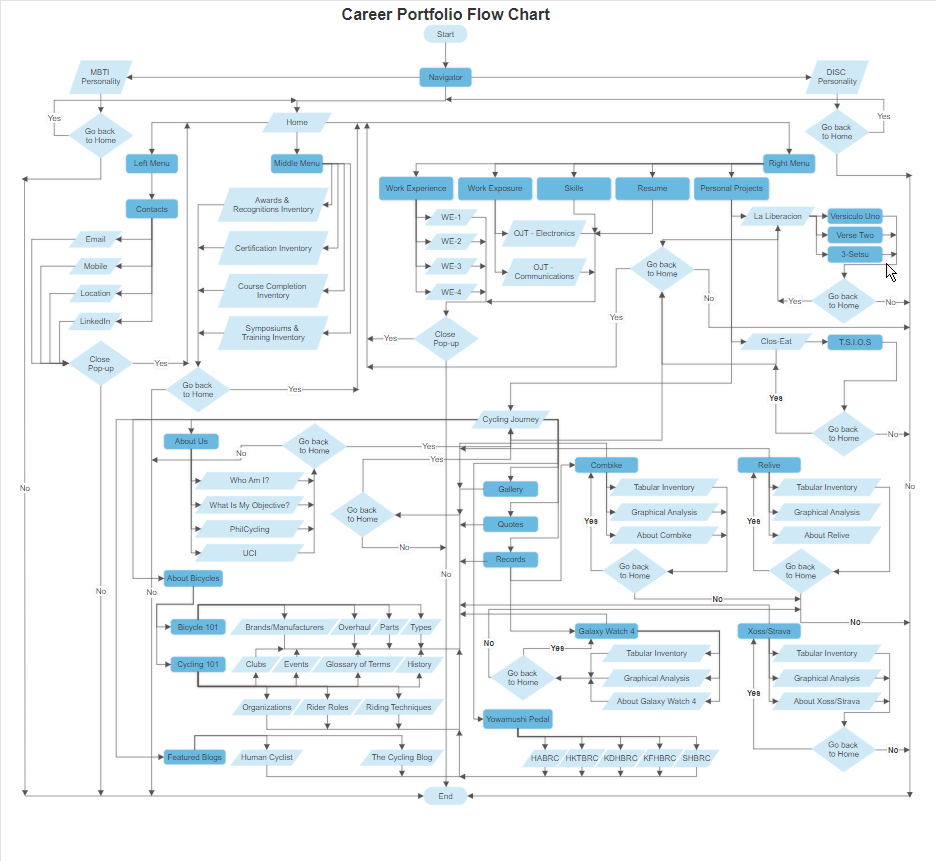 Career Portfolio Flow Chart
Start
MBTI
Personality
Navigator
DISC
Personality
Yes
Go back
to Home
Home
Yes
Go back
to Home
Left Menu
Middle Menu
Right Menu
Work Experience
Work Exposure
Skills
Resume
Personal Projects
Contacts
Awards &
Recognitions Inventory
WE-1
WE-2
WE-3
WE-4
OJT - Electronics
OJT -
Communications
La Liberacion
Versiculo Uno
Verse Two
3-Setsu
Email
Mobile
Location
LinkedIn
Certification Inventory
Course Completion
Inventory
Symposiums &
Training Inventory
Go back
to Home
No
Yes
Yes
Go back
to Home
No
Close
Pop-up
Yes
Yes
Close
Pop-up
Clos-Eat
T.S.I.O.S
Go back
to Home
Yes
Yes
Go back
to Home
No
Cycling Journey
About Us
No
Go back
to Home
Yes
Yes
Who Am I?
What Is My Objective?
PhilCycling
UCI
Go back
to Home
No
Gallery
Quotes
Records
Combike
Tabular Inventory
Graphical Analysis
About Combike
Yes
Go back
to Home
No
Relive
Tabular Inventory
Graphical Analysis
About Relive
Yes
Go back
to Home
No
No
No
No
No
No
About Bicycles
Bicycle 101
Brands/Manufacturers
Overhaul
Parts
Types
Cycling 101
Clubs
Events
Glossary of Terms
History
Organizations
Rider Roles
Riding Techniques
Galaxy Watch 4
No
Yes
Go back
to Home
Tabular Inventory
Graphical Analysis
About Galaxy Watch 4
Xoss/Strava
Tabular Inventory
Graphical Analysis
About Xoss/Strava
Yes
Go back
to Home
No
Yowamushi Pedal
HABRC
HKTBRC
KDHBRC
KFHBRC
SHBRC
Featured Blogs
Human Cyclist
The Cycling Blog
End